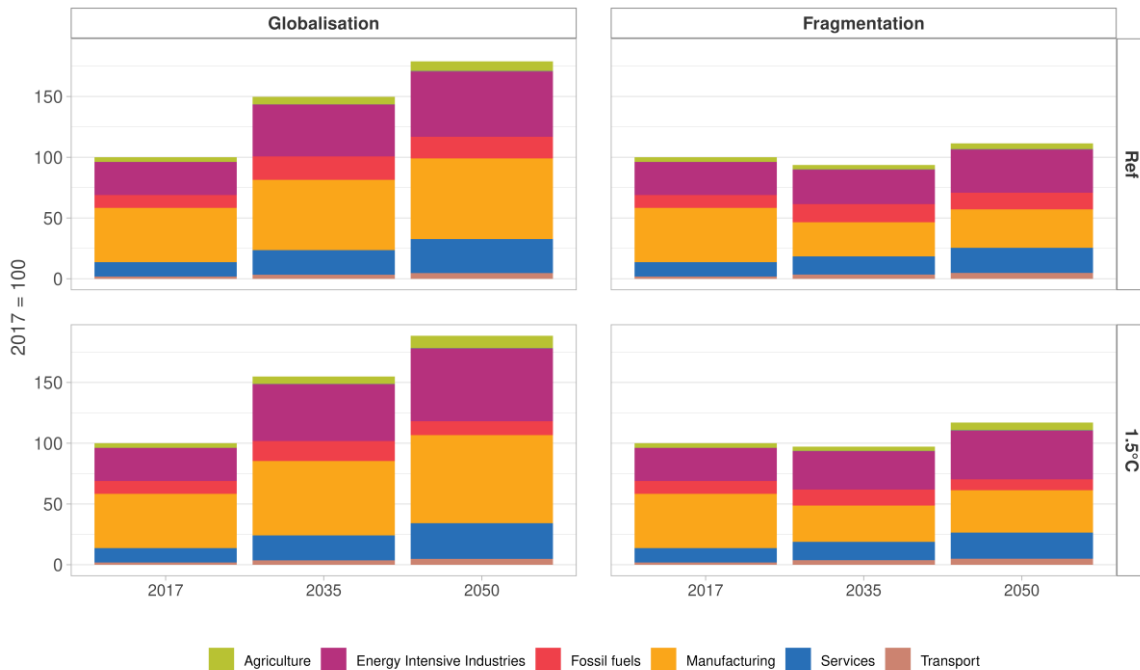 Globalisation
Fragmentation
2017 = 100
150
100
50
0
Ref
150
100
50
0
1.5°C
2017
2035
2050
2017
2035
2050
Agriculture
Energy Intensive Industries
Fossil fuels
Manufacturing
Services
Transport